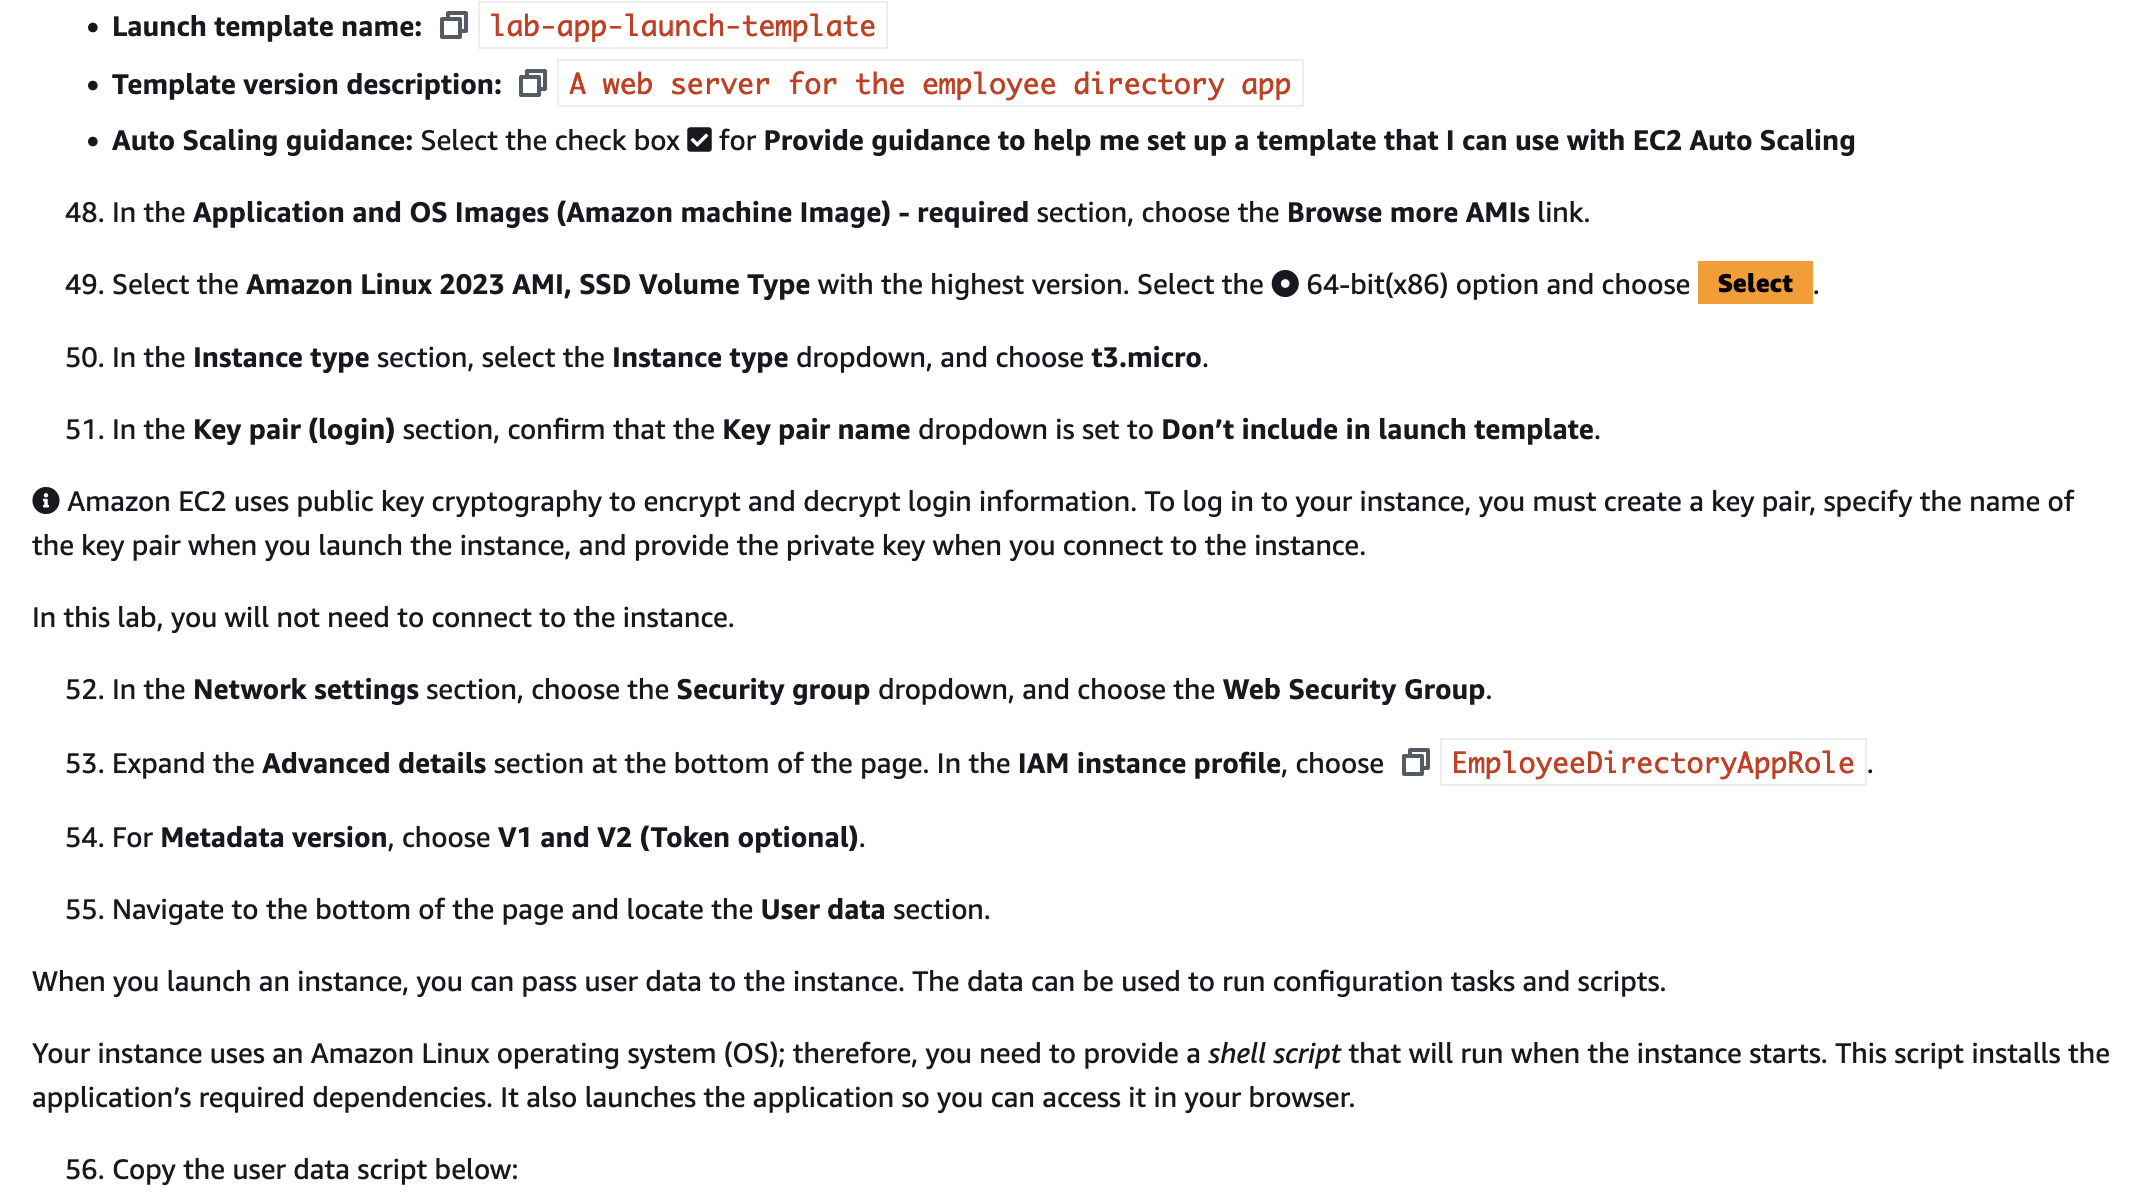 • Launch template name: lab-app-launch-template
• Template version description: A web server for the employee directory app
• Auto Scaling guidance: Select the check box for Provide guidance to help me set up a template that I can use with EC2 Auto Scaling
48. In the Application and OS Images (Amazon machine Image) - required section, choose the Browse more AMIs link.
49. Select the Amazon Linux 2023 AMI, SSD Volume Type with the highest version. Select the 64-bit(x86) option and choose Select.
50. In the Instance type section, select the Instance type dropdown, and choose t3.micro.
51. In the Key pair (login) section, confirm that the Key pair name dropdown is set to Don’t include in launch template.
Amazon EC2 uses public key cryptography to encrypt and decrypt login information. To log in to your instance, you must create a key pair, specify the name of
the key pair when you launch the instance, and provide the private key when you connect to the instance.
In this lab, you will not need to connect to the instance.
52. In the Network settings section, choose the Security group dropdown, and choose the Web Security Group.
53. Expand the Advanced details section at the bottom of the page. In the IAM instance profile, choose EmployeeDirectoryAppRole.
54. For Metadata version, choose V1 and V2 (Token optional).
55. Navigate to the bottom of the page and locate the User data section.
When you launch an instance, you can pass user data to the instance. The data can be used to run configuration tasks and scripts.
Your instance uses an Amazon Linux operating system (OS); therefore, you need to provide a shell script that will run when the instance starts. This script installs the
application’s required dependencies. It also launches the application so you can access it in your browser.
56. Copy the user data script below: